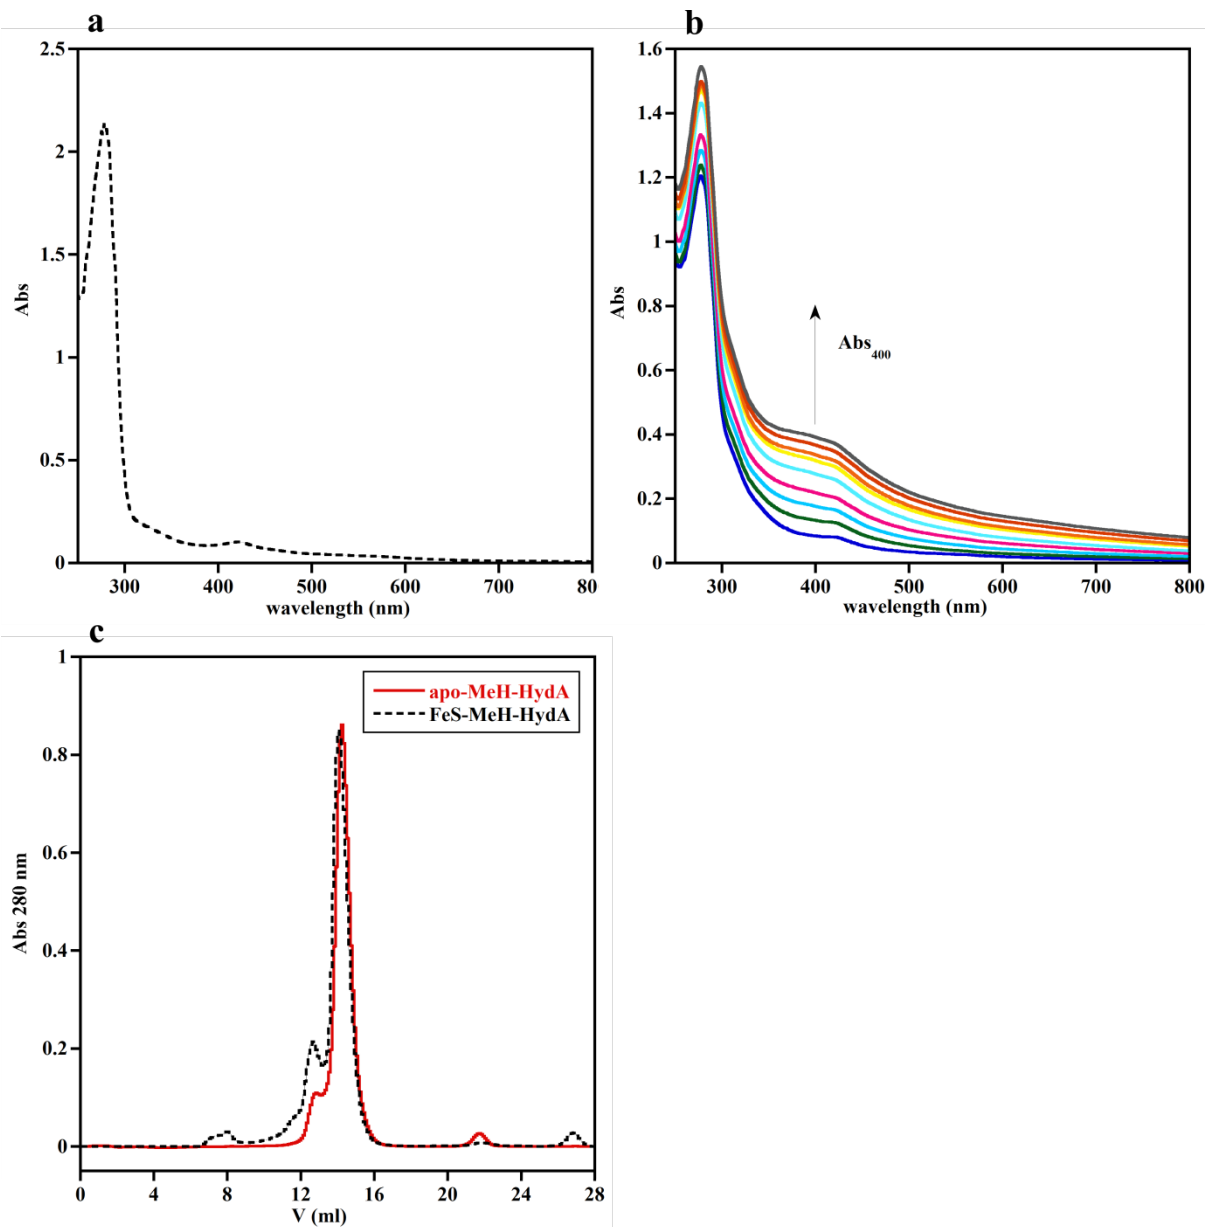 a
2.5
2
1.5
1
0.5
0
Abs
300 400 500 600 700 80
wavelength (nm)
b
1.6
1.4
1.2
1
0.8
0.6
0.4
0.2
0
Abs
Abs400
300 400 500 600 700 800
wavelength (nm)
c
1
0.8
0.6
0.4
0.2
0
Abs 280 nm
apo-MeH-HydA
FeS-MeH-HydA
0 4 8 12 16 20 24 28
V (ml)